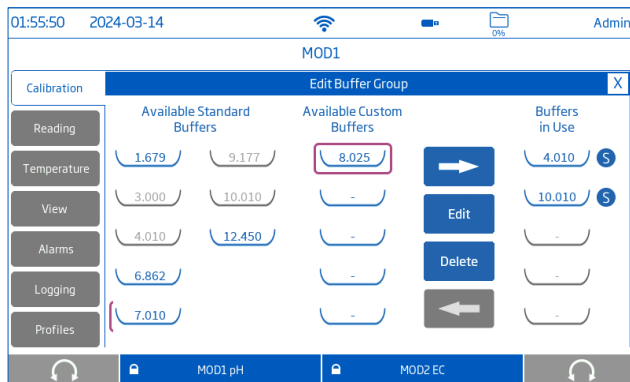 01:55:50 2024-03-14 0% Admin
MOD1
Calibration
Edit Buffer Group X
Reading
Temperature
View
Alarms
Logging
Profiles
Available Standard
Buffers
1.679 9.177
3.000 10.010
4.010 12.450
6.862
7.010
Available Custom
Buffers
8.025
-
-
-
-
Edit
Delete
Buffers
in Use
4.010 S
10.010 S
-
-
-
MOD1 pH MOD2 EC